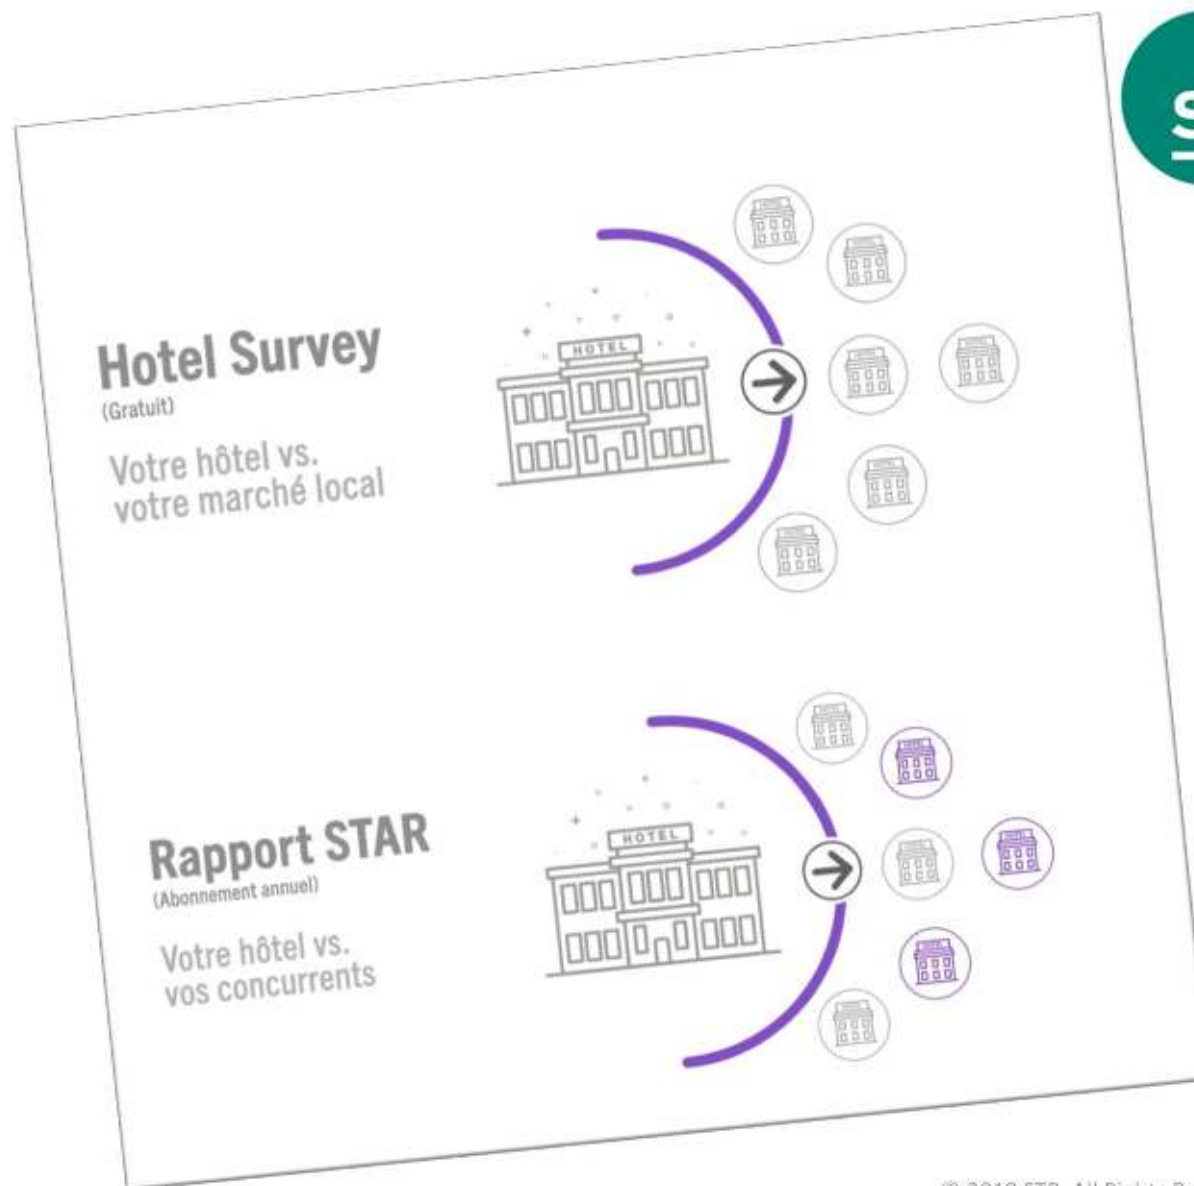 Hotel Survey
(Gratuit)
Votre hôtel vs.
votre marché local
HOTEL
Rapport STAR
(Abonnement annuel)
Votre hôtel vs.
vos concurrents
HOTEL